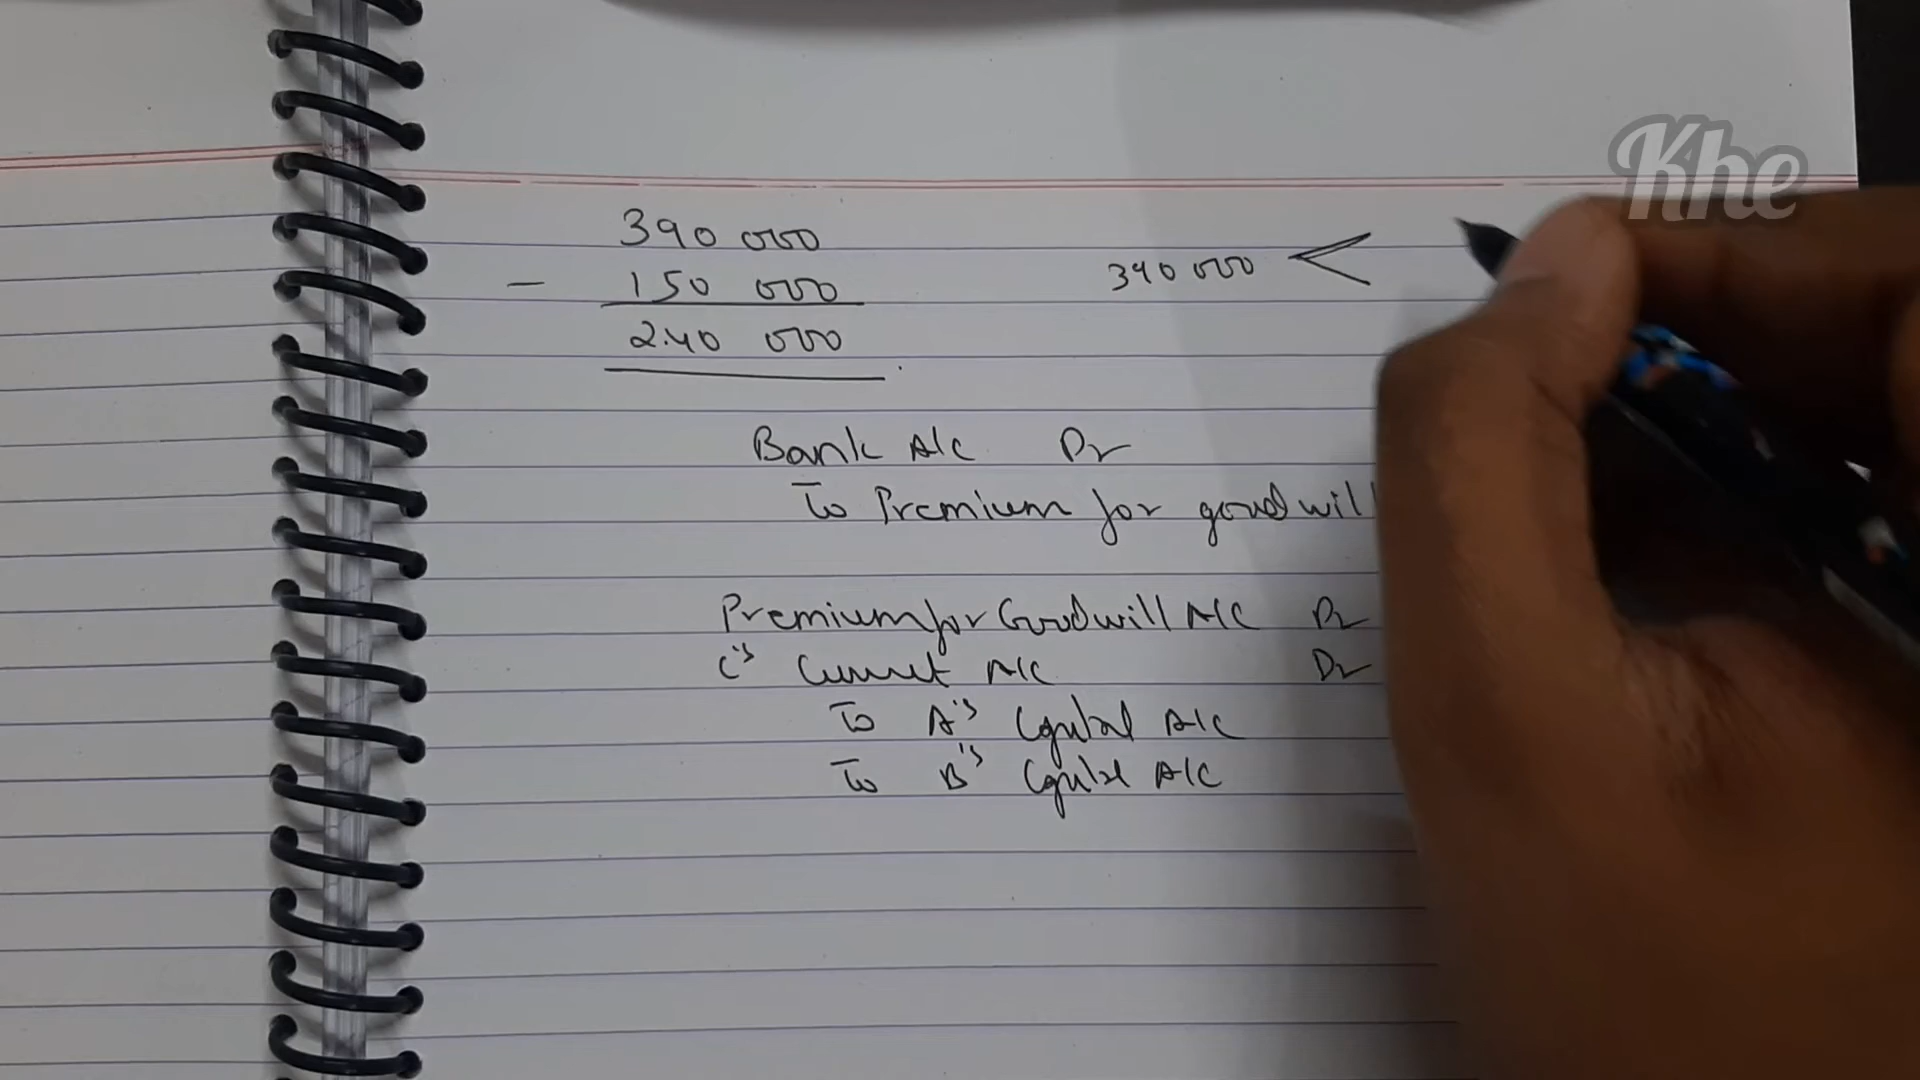 Khe
390 000
- 150 000
240 000
390 000 <
Bank A/c Dr
To Premium for goodwill
Premium for Goodwill A/C Dr
C's Current A/C Dr
To A's Capital A/C
To B's Capital A/C